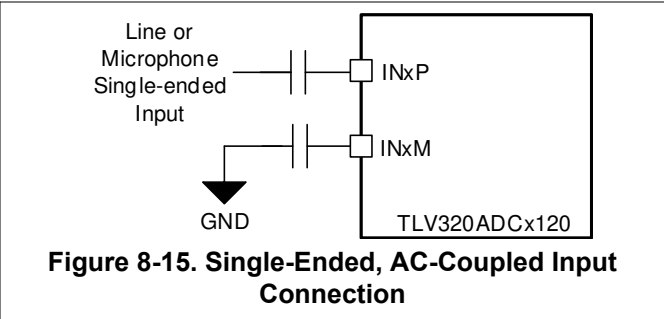 Line or
Microphone
Single-ended
Input
INxP
INxM
GND
TLV320ADCx120
Figure 8-15. Single-Ended, AC-Coupled Input
Connection